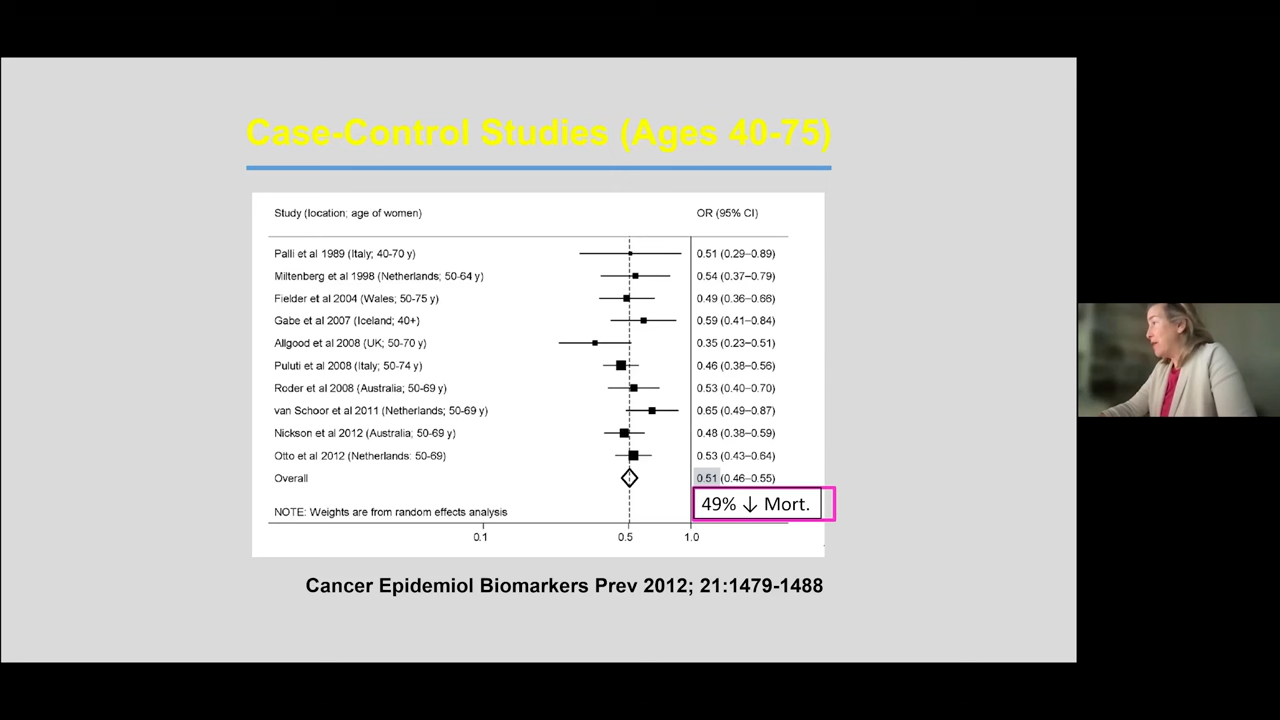 Case-Control Studies (Ages 40-75)
Study (location; age of women) OR (95% CI)
Palli et al 1989 (Italy; 40-70 y) 0.51 (0.29–0.89)
Miltenberg et al 1998 (Netherlands; 50-64 y) 0.54 (0.37–0.79)
Fielder et al 2004 (Wales; 50-75 y) 0.49 (0.36–0.66)
Gabe et al 2007 (Iceland; 40+) 0.59 (0.41–0.84)
Allgood et al 2008 (UK; 50-70 y) 0.35 (0.23–0.51)
Puluti et al 2008 (Italy; 50-74 y) 0.46 (0.38–0.56)
Roder et al 2008 (Australia; 50-69 y) 0.53 (0.40–0.70)
van Schoor et al 2011 (Netherlands; 50-69 y) 0.65 (0.49–0.87)
Nickson et al 2012 (Australia; 50-69 y) 0.48 (0.38–0.59)
Otto et al 2012 (Netherlands: 50-69) 0.53 (0.43–0.64)
Overall 0.51 (0.46–0.55)
49% ↓ Mort.
NOTE: Weights are from random effects analysis
0.1 0.5 1.0
Cancer Epidemiol Biomarkers Prev 2012; 21:1479-1488